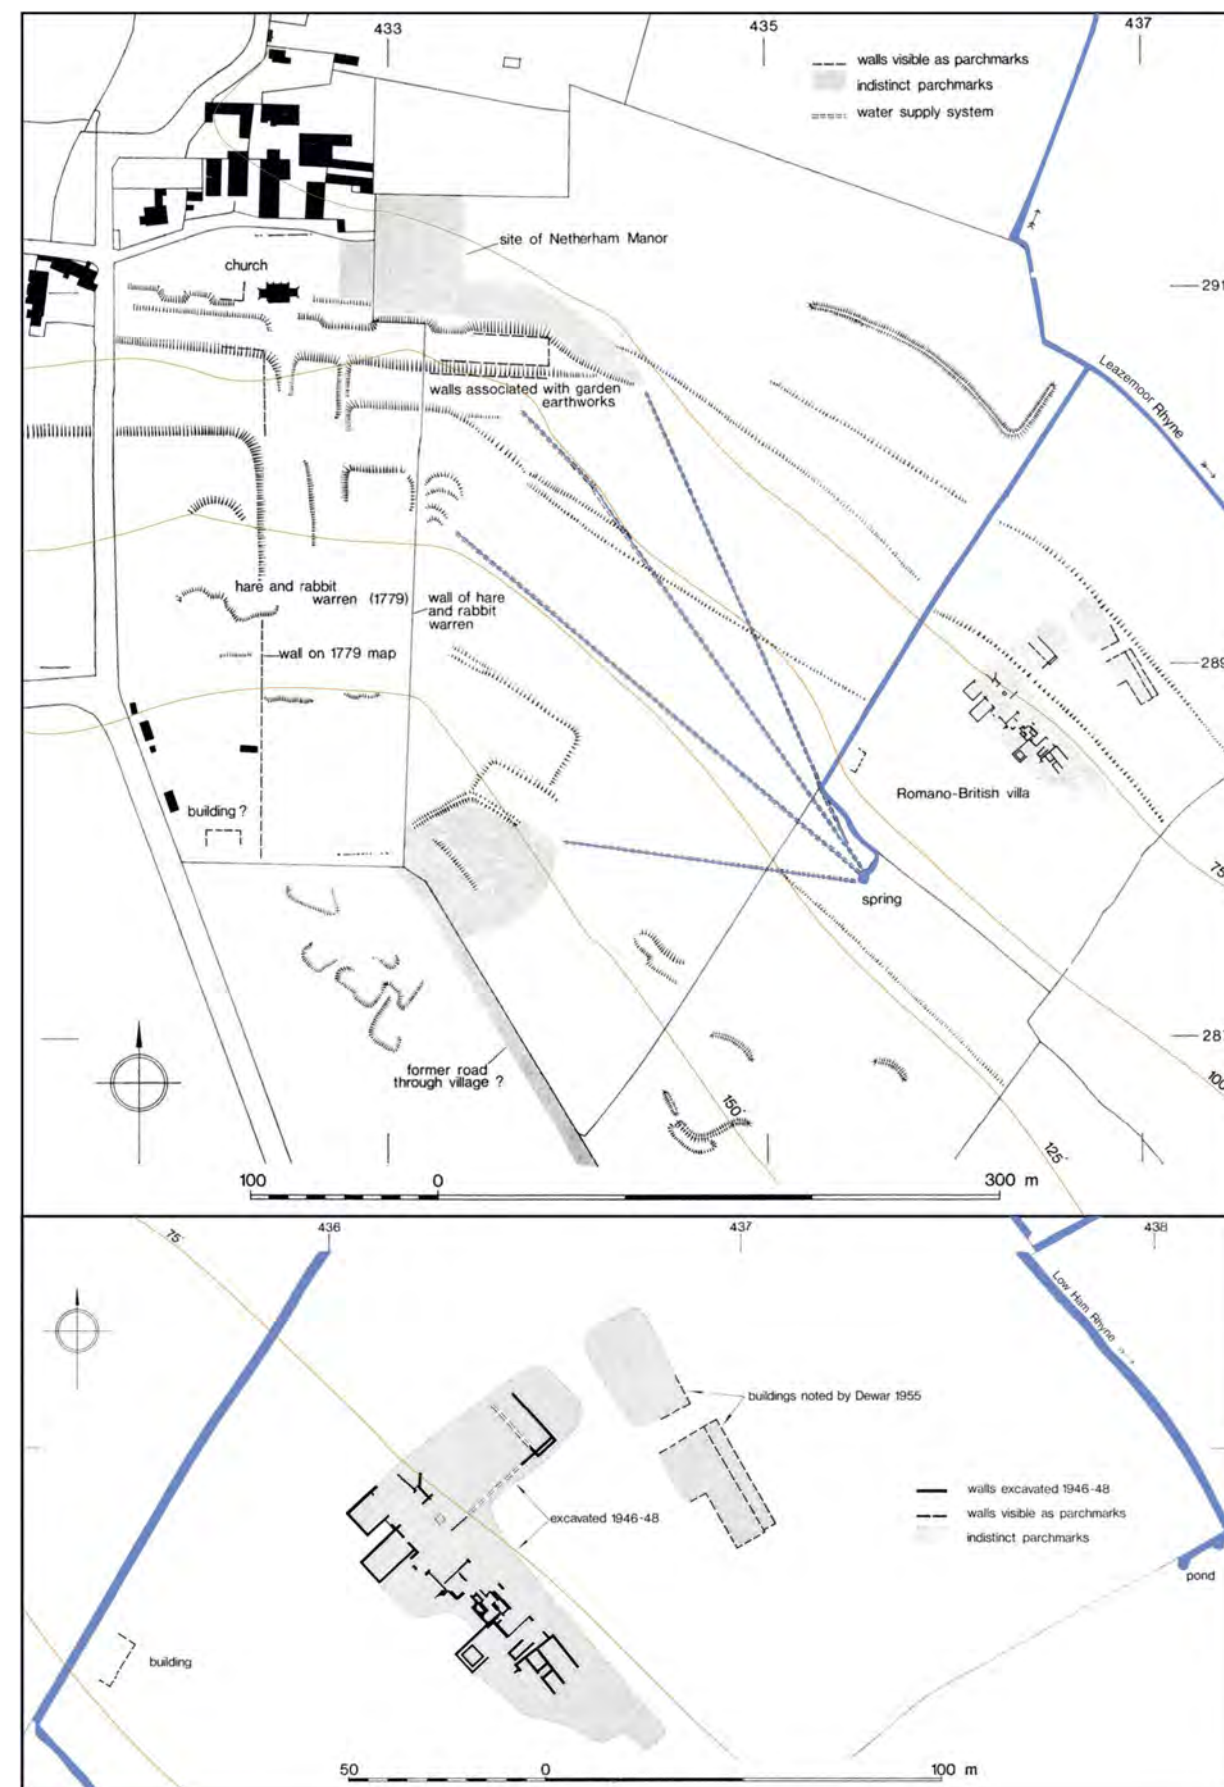 433
435
437
walls visible as parchmarks
indistinct parchmarks
water supply system
site of Netherham Manor
church
291
Leazemoor Rhyne
walls associated with garden
earthworks
hare and rabbit
warren (1779)
wall of hare
and rabbit
warren
wall on 1779 map
289
building ?
Romano-British villa
75'
spring
287
former road
through village ?
150'
125'
100
100
0
300 m
436
437
438
75'
Low Ham Rhyne
buildings noted by Dewar 1955
walls excavated 1946-48
walls visible as parchmarks
indistinct parchmarks
excavated 1946-48
pond
building
50
0
100 m